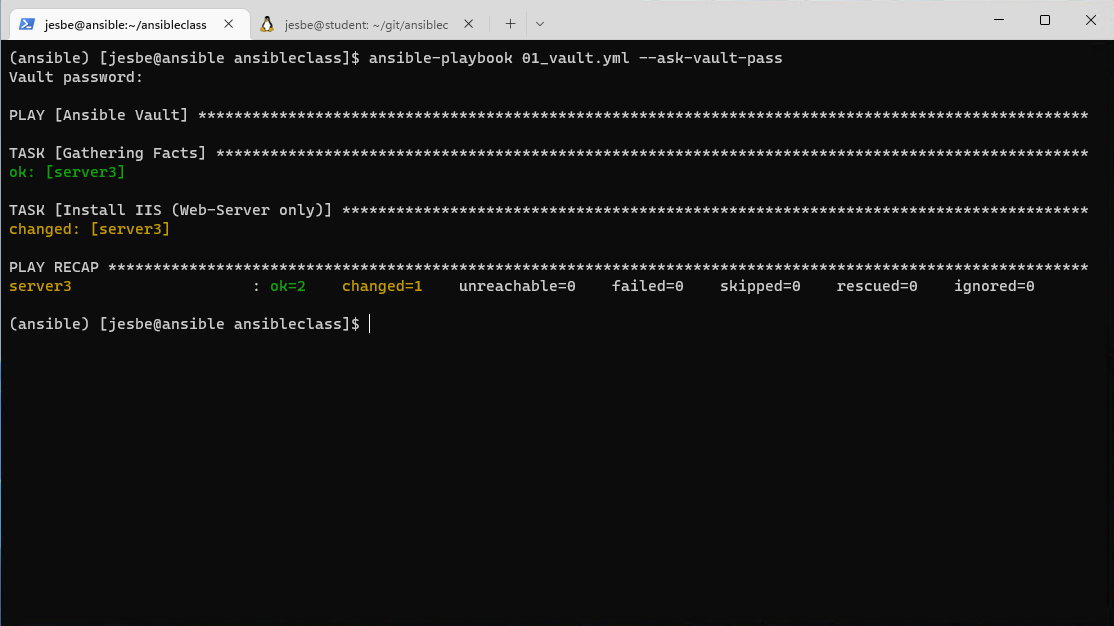 jesbe@ansible:~/ansibleclass
jesbe@student: ~/git/ansiblec
(ansible) [jesbe@ansible ansibleclass]$ ansible-playbook 01_vault.yml --ask-vault-pass
Vault password:
PLAY [Ansible Vault] ***************************************************************************************************
TASK [Gathering Facts] *************************************************************************************************
ok: [server3]
TASK [Install IIS (Web-Server only)] ***********************************************************************************
changed: [server3]
PLAY RECAP *************************************************************************************************************
server3                    : ok=2    changed=1    unreachable=0    failed=0    skipped=0    rescued=0    ignored=0
(ansible) [jesbe@ansible ansibleclass]$